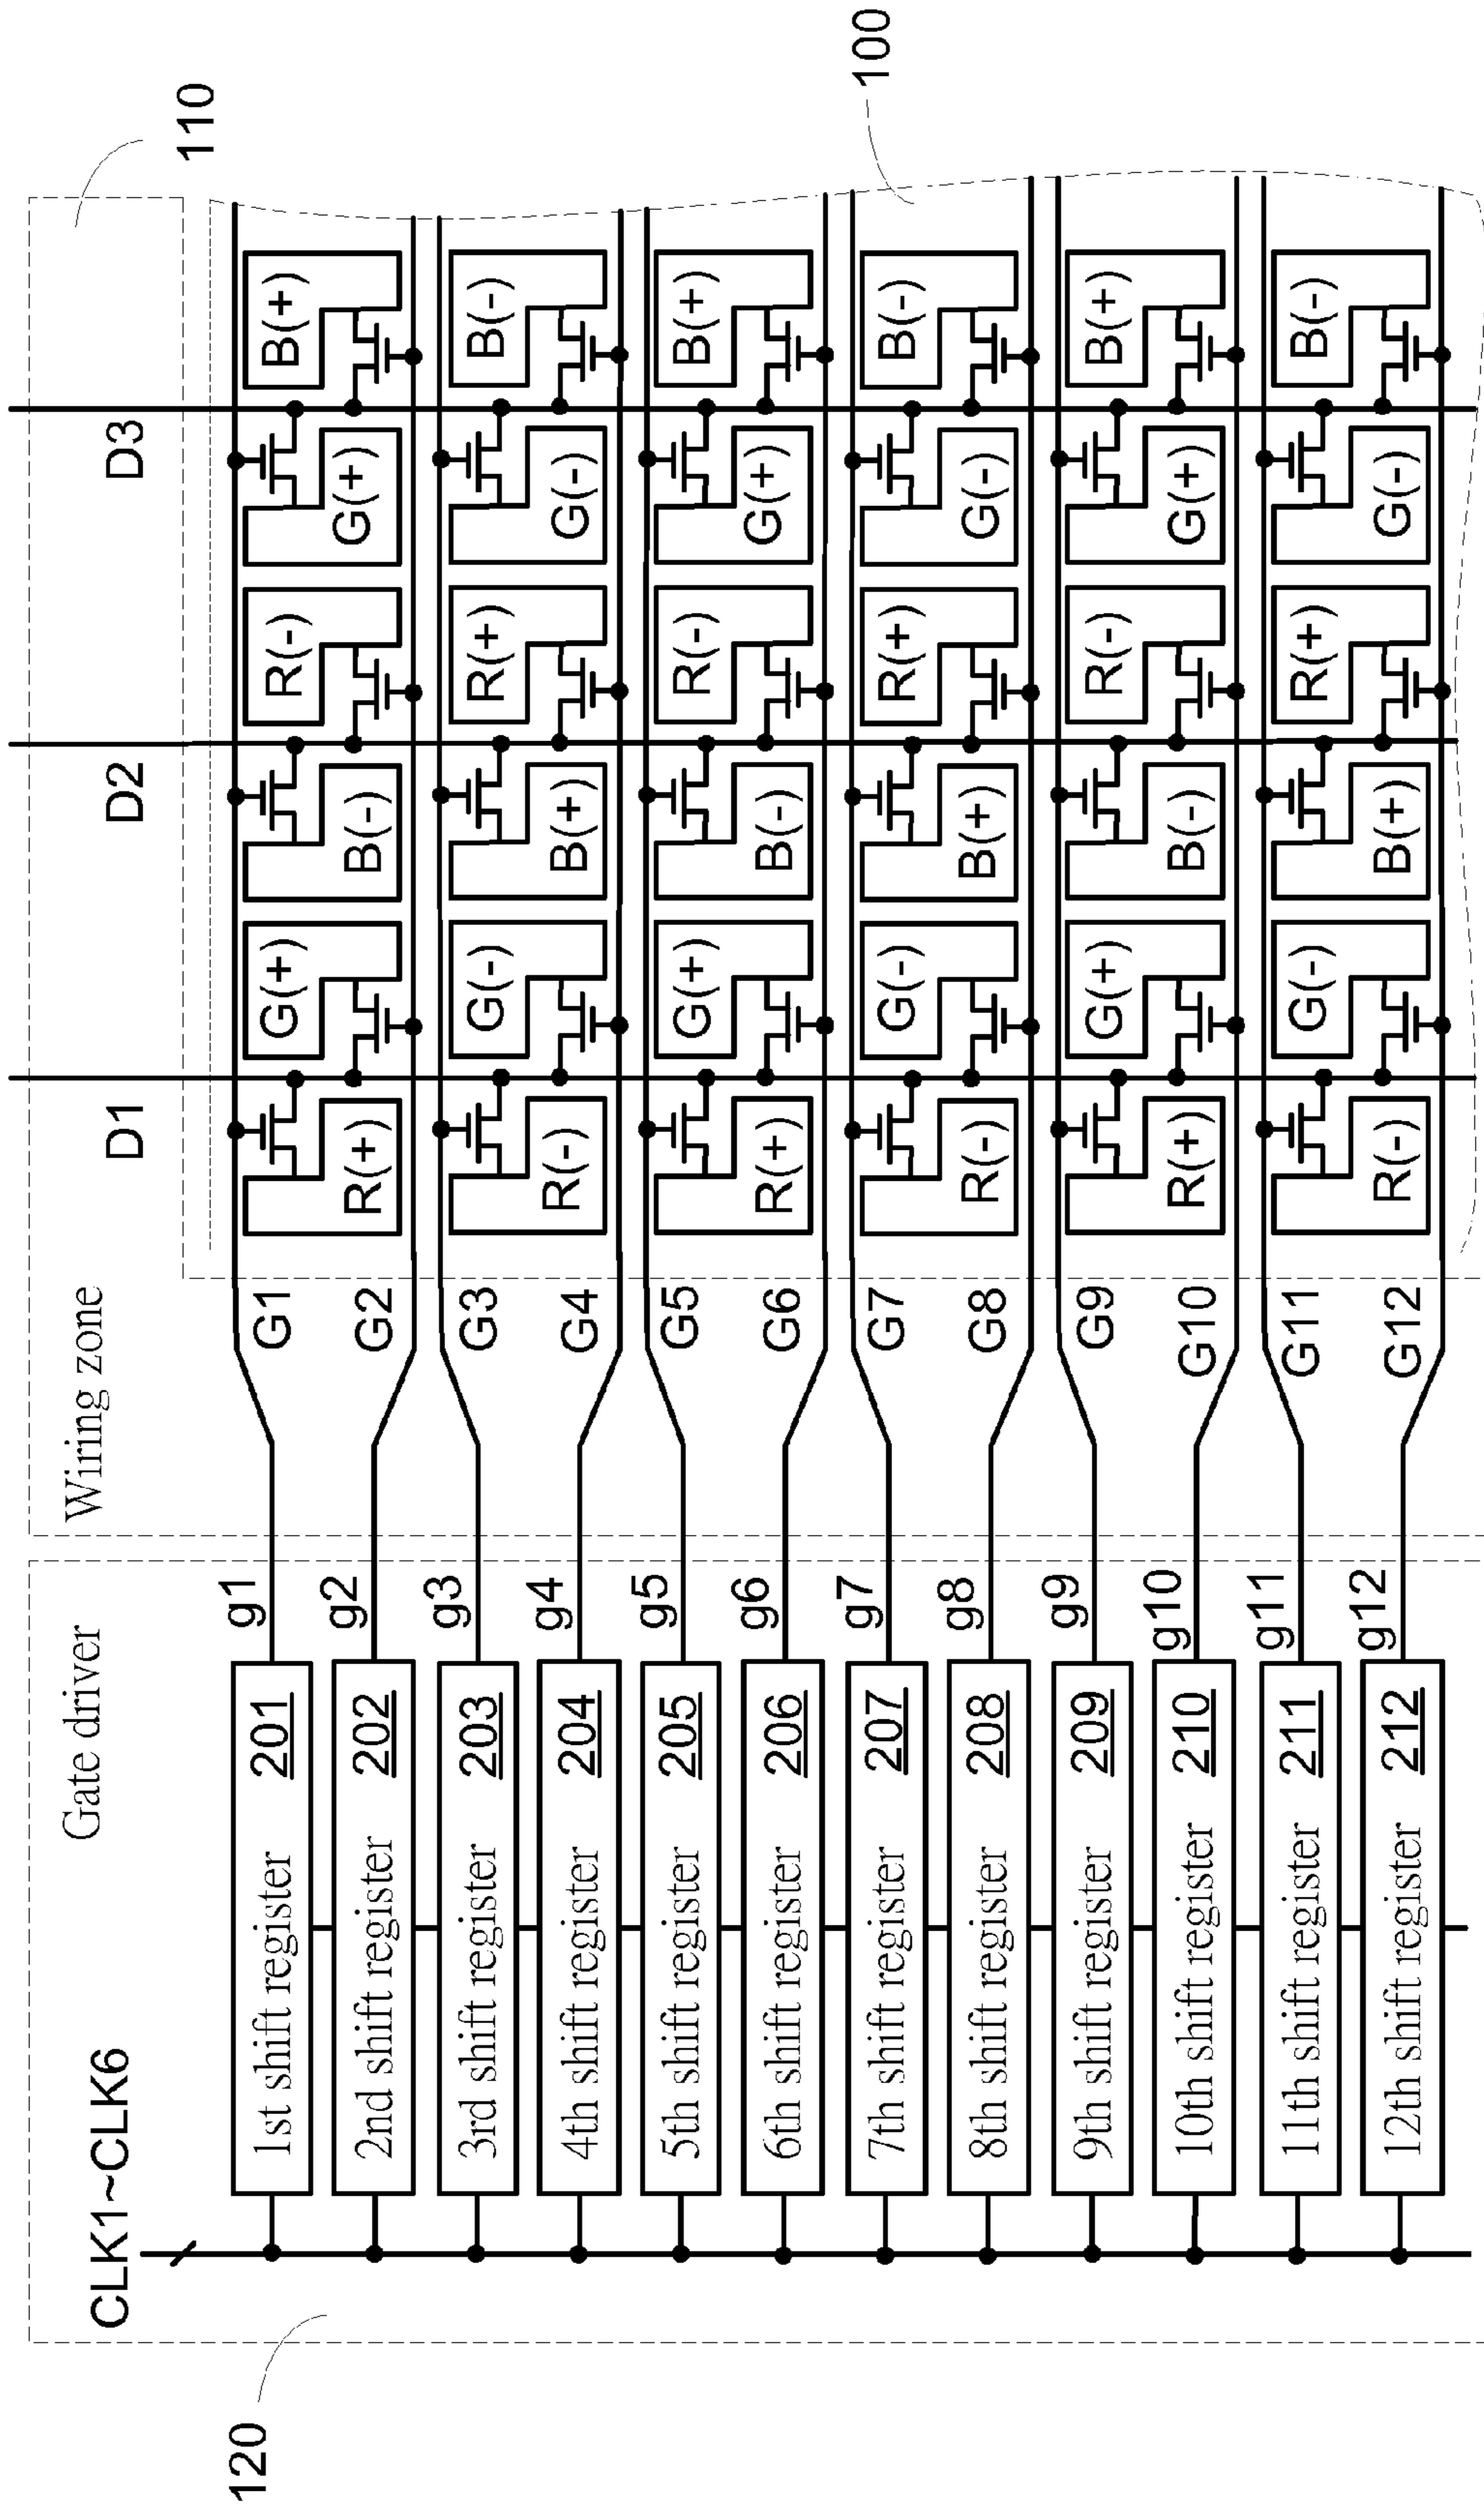 Gate driver
Wiring zone
CLK1~CLK6
D1
D2
D3
110
120
1st shift register 201
g1
G1
G(+)
R(-)
B(+)
2nd shift register 202
g2
G2
R(+)
B(-)
G(+)
3rd shift register 203
g3
G3
G(-)
R(+)
B(-)
4th shift register 204
g4
G4
R(-)
B(+)
G(-)
5th shift register 205
g5
G5
G(+)
R(-)
B(+)
6th shift register 206
g6
G6
R(+)
B(-)
G(+)
7th shift register 207
g7
G7
G(-)
R(+)
B(-)
100
8th shift register 208
g8
G8
R(-)
B(+)
G(-)
9th shift register 209
g9
G9
G(+)
R(-)
B(+)
10th shift register 210
g10
G10
R(+)
B(-)
G(+)
11th shift register 211
g11
G11
G(-)
R(+)
B(-)
12th shift register 212
g12
G12
R(-)
B(+)
G(-)